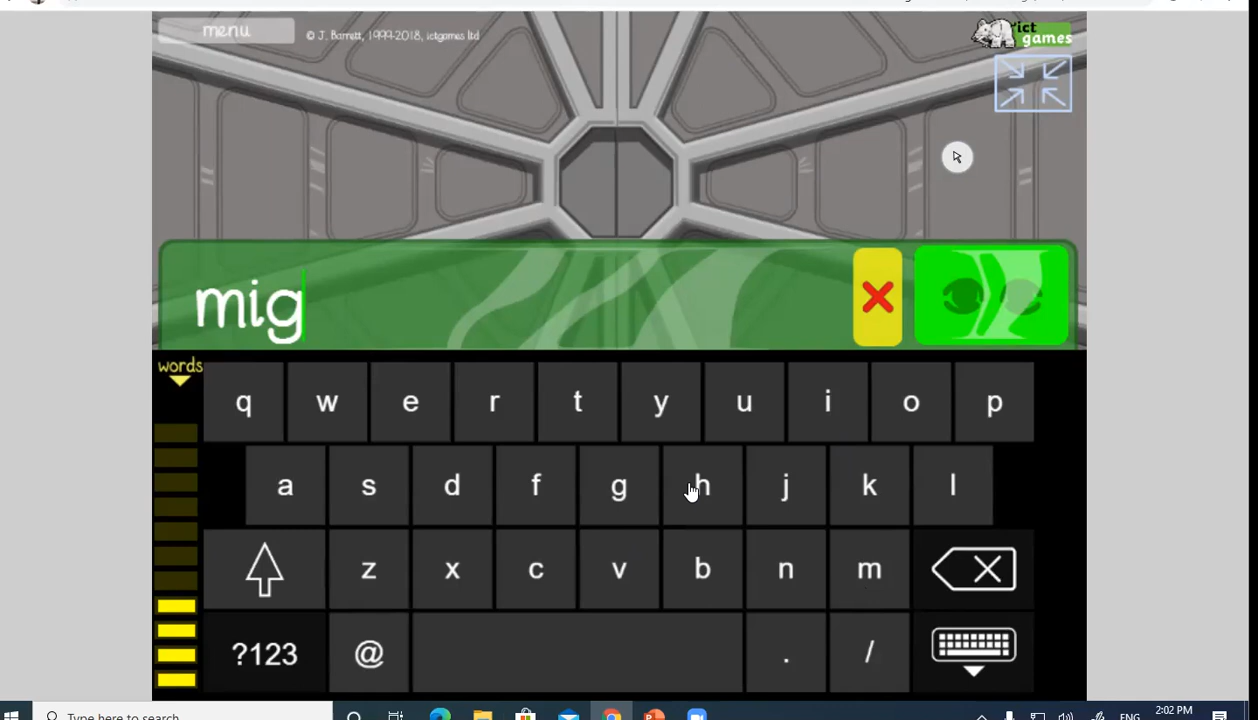 menu
© J. Barrett, 1999-2018, ictgames ltd
ict
games
mig
words
q w e r t y u i o p
a s d f g h j k l
z x c v b n m
?123 @ . /
Type here to search
ENG
2:02 PM